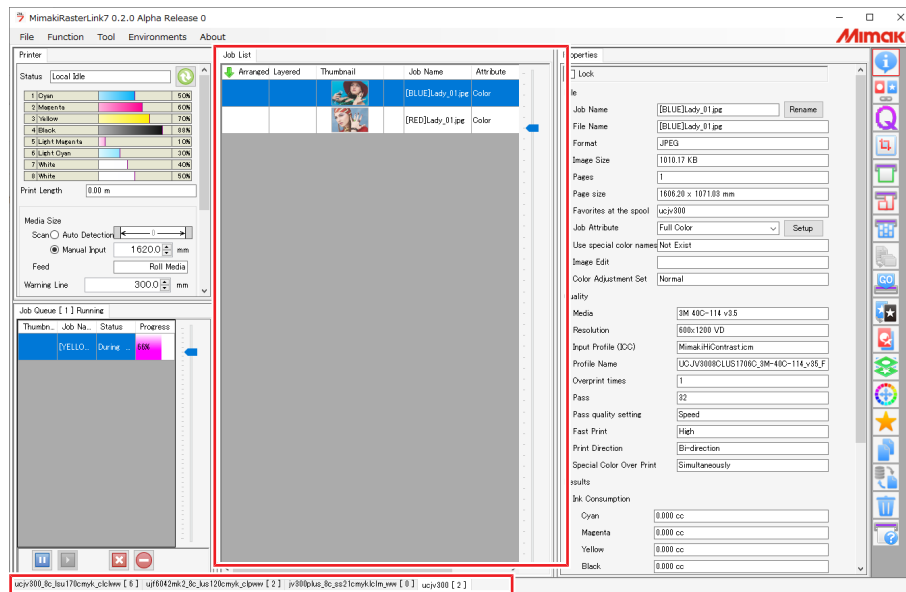 MimakiRasterLink7 0.2.0 Alpha Release 0
File Function Tool Environments About
Mimaki
Printer
Status Local Idle
1 Cyan 50%
2 Magenta 60%
3 Yellow 70%
4 Black 88%
5 Light Magenta 10%
6 Light Cyan 30%
7 White 40%
8 White 50%
Print Length 0.00 m
Media Size
Scan Auto Detection 0
Manual Input 1620.0 mm
Feed Roll Media
Warning Line 300.0 mm
Job Queue [ 1 ] Running
Thumbn... Job Na... Status Progress
[YELLO... During ... 66%
Job List
Arranged Layered Thumbnail Job Name Attribute
[BLUE]Lady_01.jpg Color
[RED]Lady_01.jpg Color
operties
Lock
le
Job Name [BLUE]Lady_01.jpg Rename
File Name [BLUE]Lady_01.jpg
Format JPEG
Image Size 1010.17 KB
Pages 1
Page size 1606.20 x 1071.03 mm
Favorites at the spool ucjv300
Job Attribute Full Color Setup
Use special color names Not Exist
Image Edit
Color Adjustment Set Normal
uality
Media 3M 40C-114 v3.5
Resolution 600x1200 VD
Input Profile (ICC) MimakiHiContrast.icm
Profile Name UCJV3008CLUS1706C_3M-40C-114_v35_F
Overprint times 1
Pass 32
Pass quality setting Speed
Fast Print High
Print Direction Bi-direction
Special Color Over Print Simultaneously
esults
Ink Consumption
Cyan 0.000 cc
Magenta 0.000 cc
Yellow 0.000 cc
Black 0.000 cc
GO
ucjv300_8c_lsu170cmyk_clclww [ 6 ] ujf6042mk2_8c_lus120cmyk_clpww [ 2 ] jv300plus_8c_ss21cmyklclm_ww [ 0 ] ucjv300 [ 2 ]